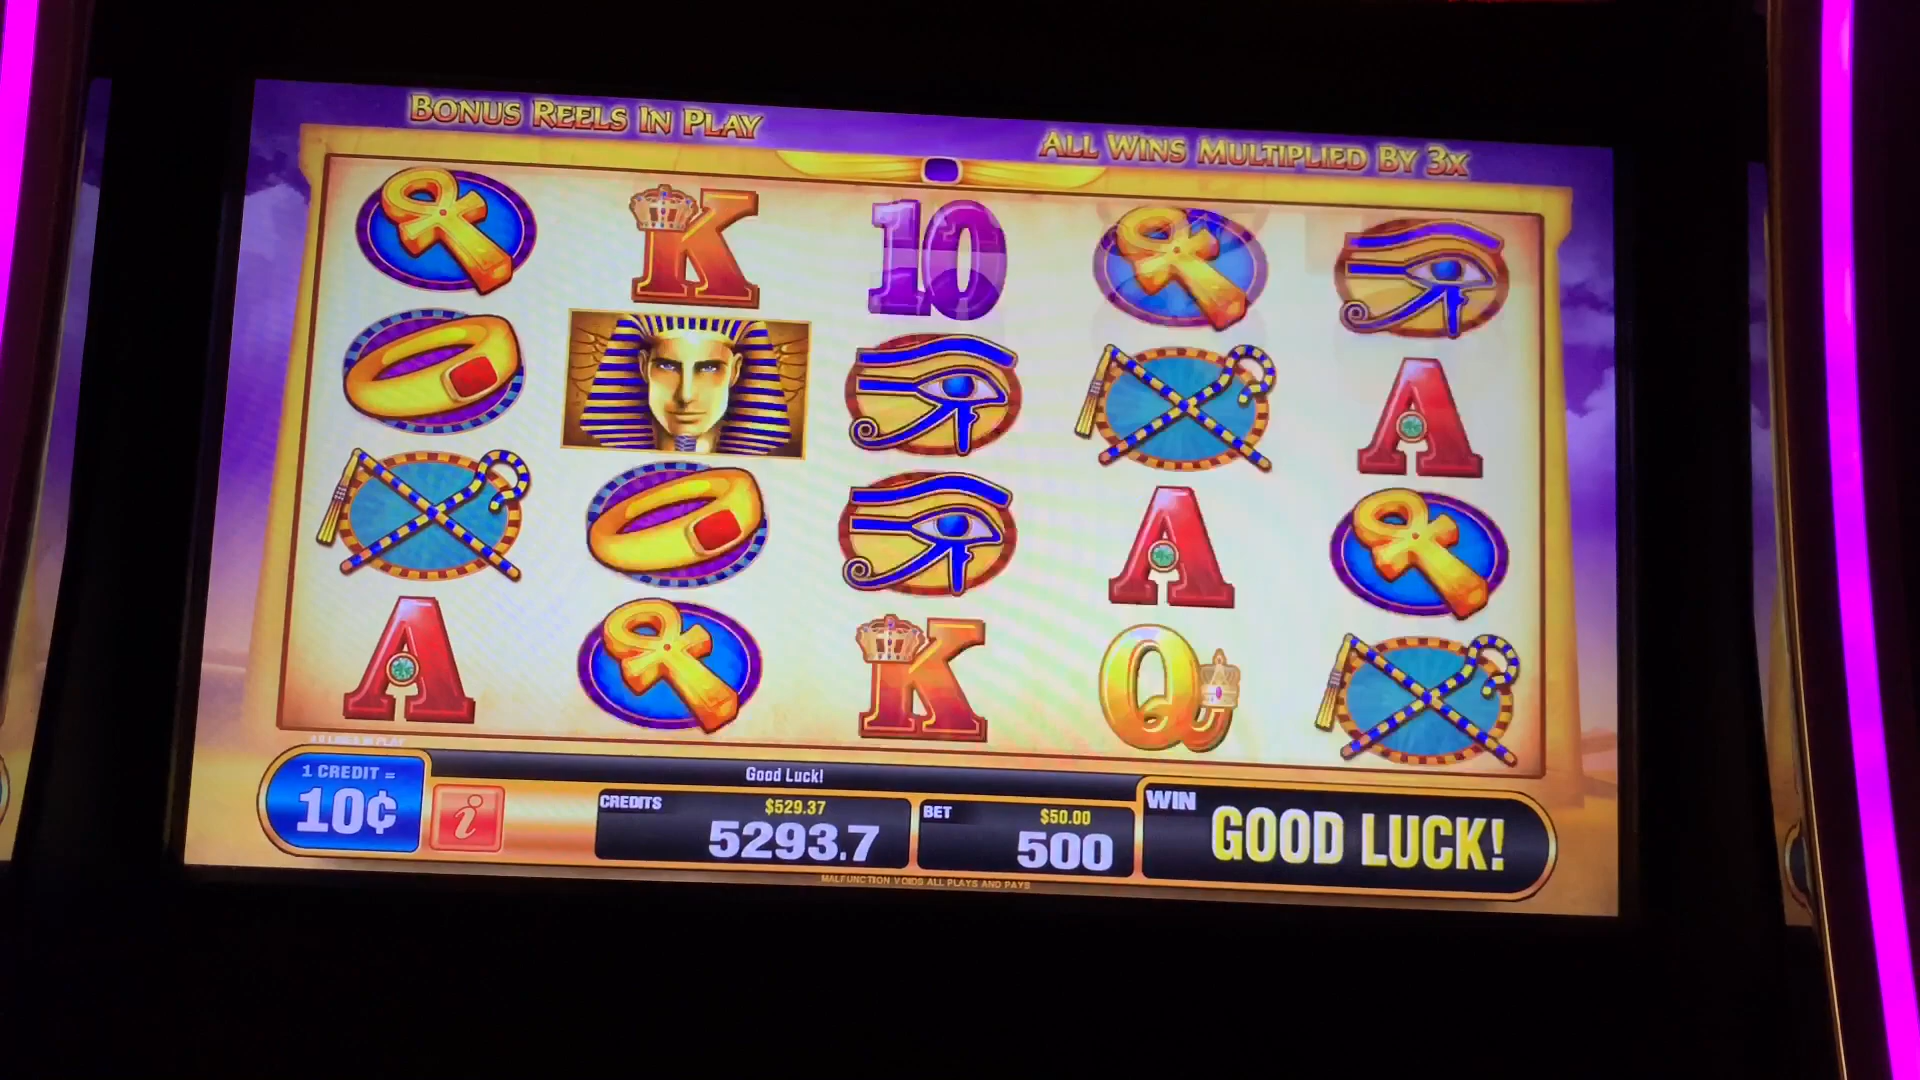 BONUS REELS IN PLAY
ALL WINS MULTIPLIED BY 3X
K
10
A
A
A
K
Q
1 CREDIT =
10¢
i
Good Luck!
CREDITS
$529.37
5293.7
BET
$50.00
500
WIN
GOOD LUCK!
MALFUNCTION VOIDS ALL PLAYS AND PAYS